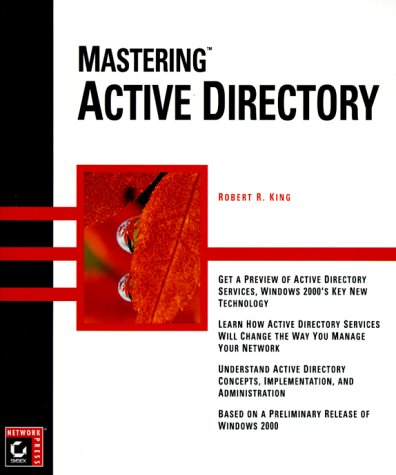 MASTERING™
ACTIVE DIRECTORY
ROBERT R. KING
GET A PREVIEW OF ACTIVE DIRECTORY
SERVICES, WINDOWS 2000'S KEY NEW
TECHNOLOGY
LEARN HOW ACTIVE DIRECTORY SERVICES
WILL CHANGE THE WAY YOU MANAGE
YOUR NETWORK
UNDERSTAND ACTIVE DIRECTORY
CONCEPTS, IMPLEMENTATION, AND
ADMINISTRATION
BASED ON A PRELIMINARY RELEASE OF
WINDOWS 2000
NETWORK PRESS
SYBEX